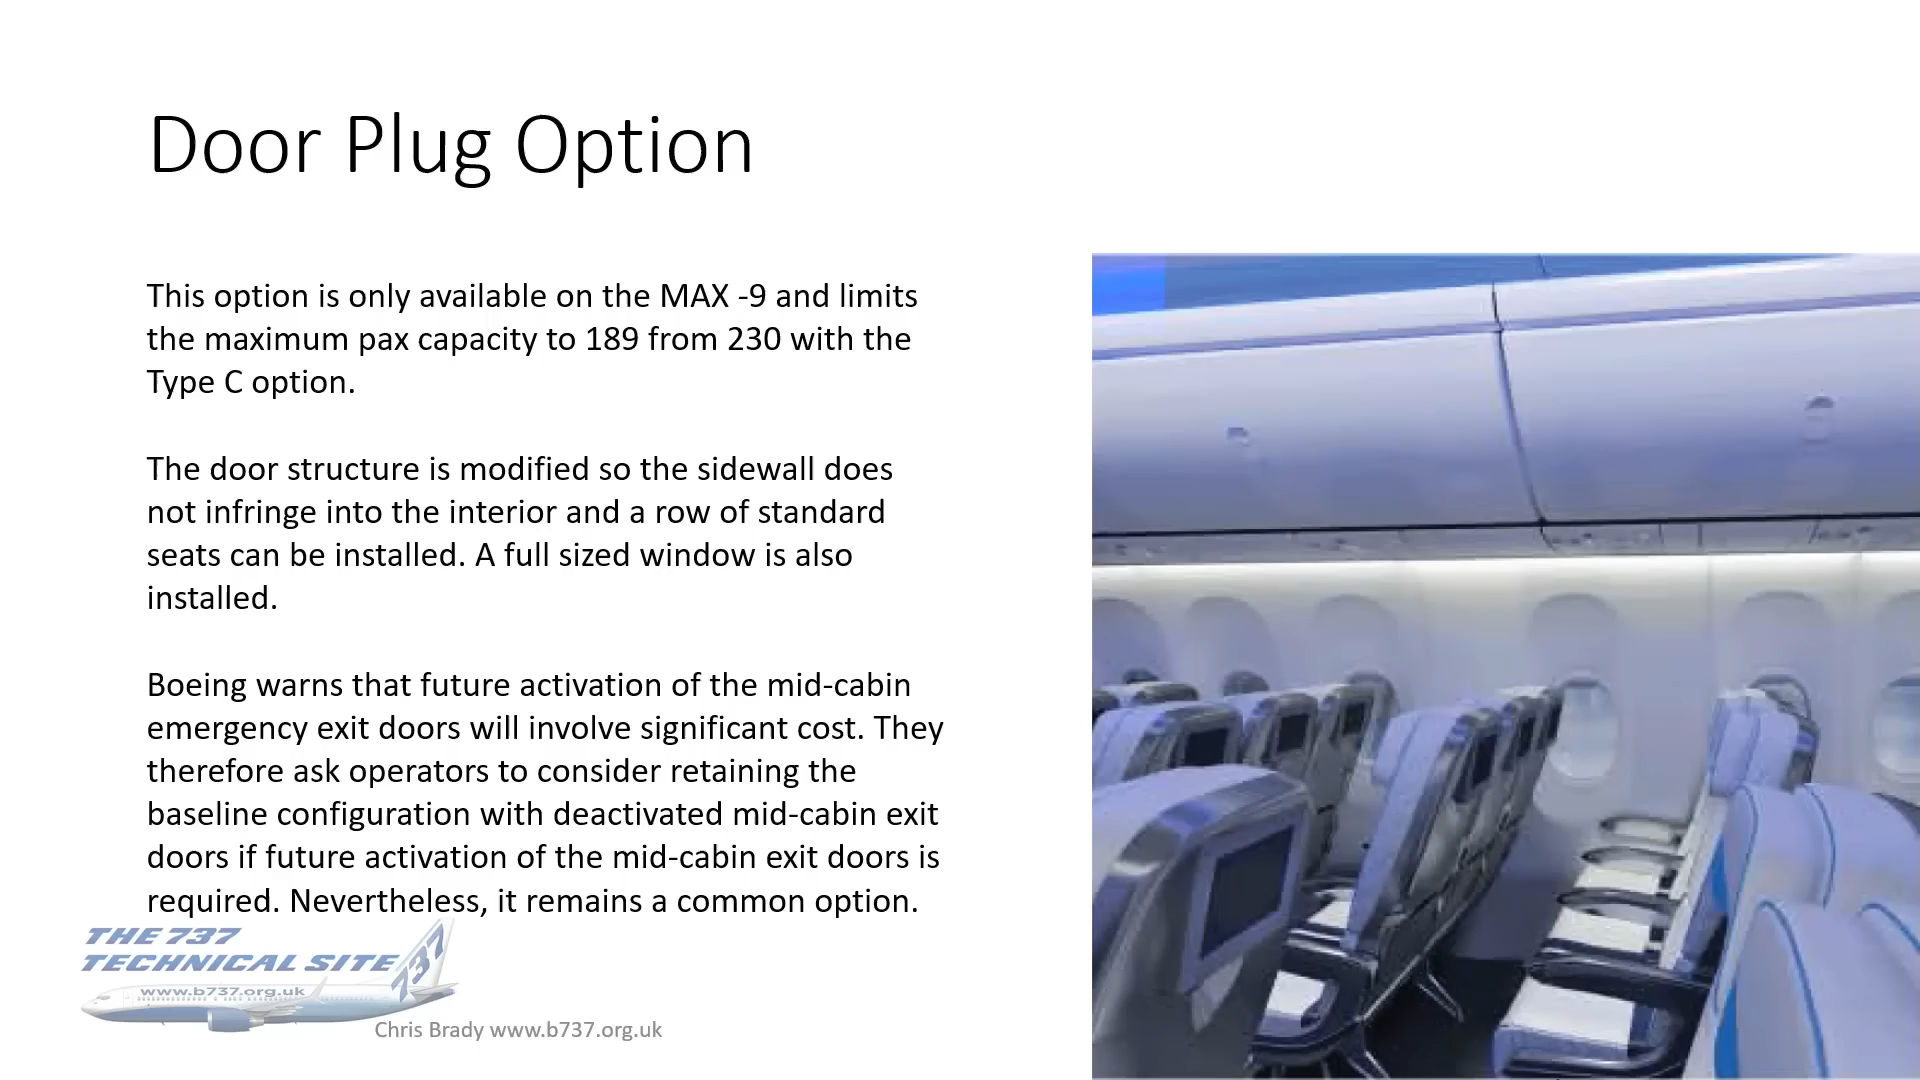 Door Plug Option
This option is only available on the MAX -9 and limits
the maximum pax capacity to 189 from 230 with the
Type C option.
The door structure is modified so the sidewall does
not infringe into the interior and a row of standard
seats can be installed. A full sized window is also
installed.
Boeing warns that future activation of the mid-cabin
emergency exit doors will involve significant cost. They
therefore ask operators to consider retaining the
baseline configuration with deactivated mid-cabin exit
doors if future activation of the mid-cabin exit doors is
required. Nevertheless, it remains a common option.
THE 737
TECHNICAL SITE
737
www.b737.org.uk
Chris Brady www.b737.org.uk